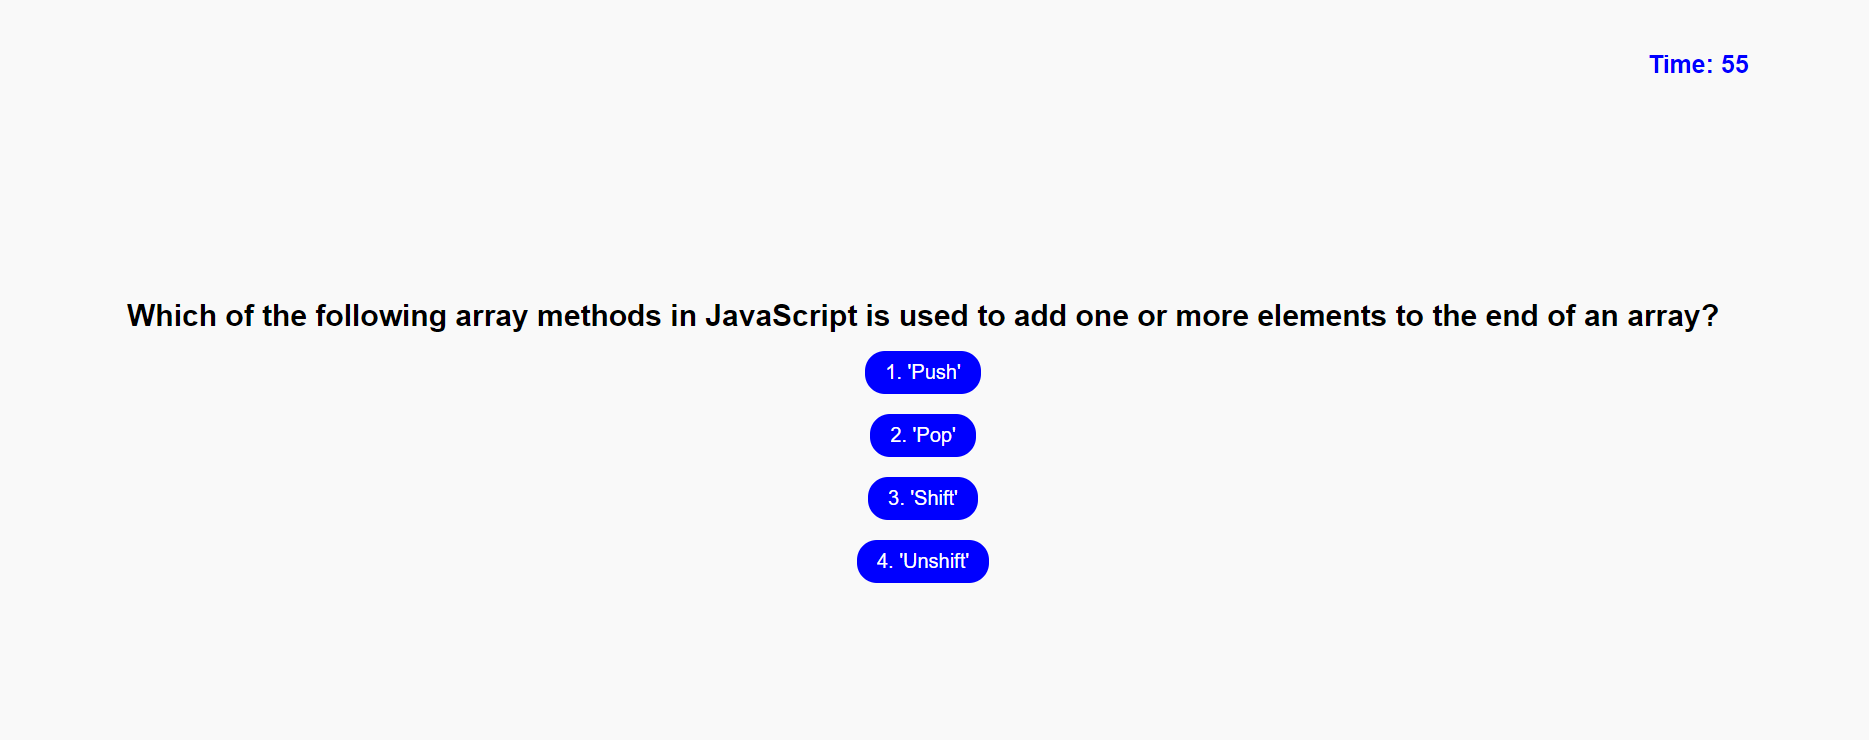 Time: 55
Which of the following array methods in JavaScript is used to add one or more elements to the end of an array?
1. 'Push'
2. 'Pop'
3. 'Shift'
4. 'Unshift'